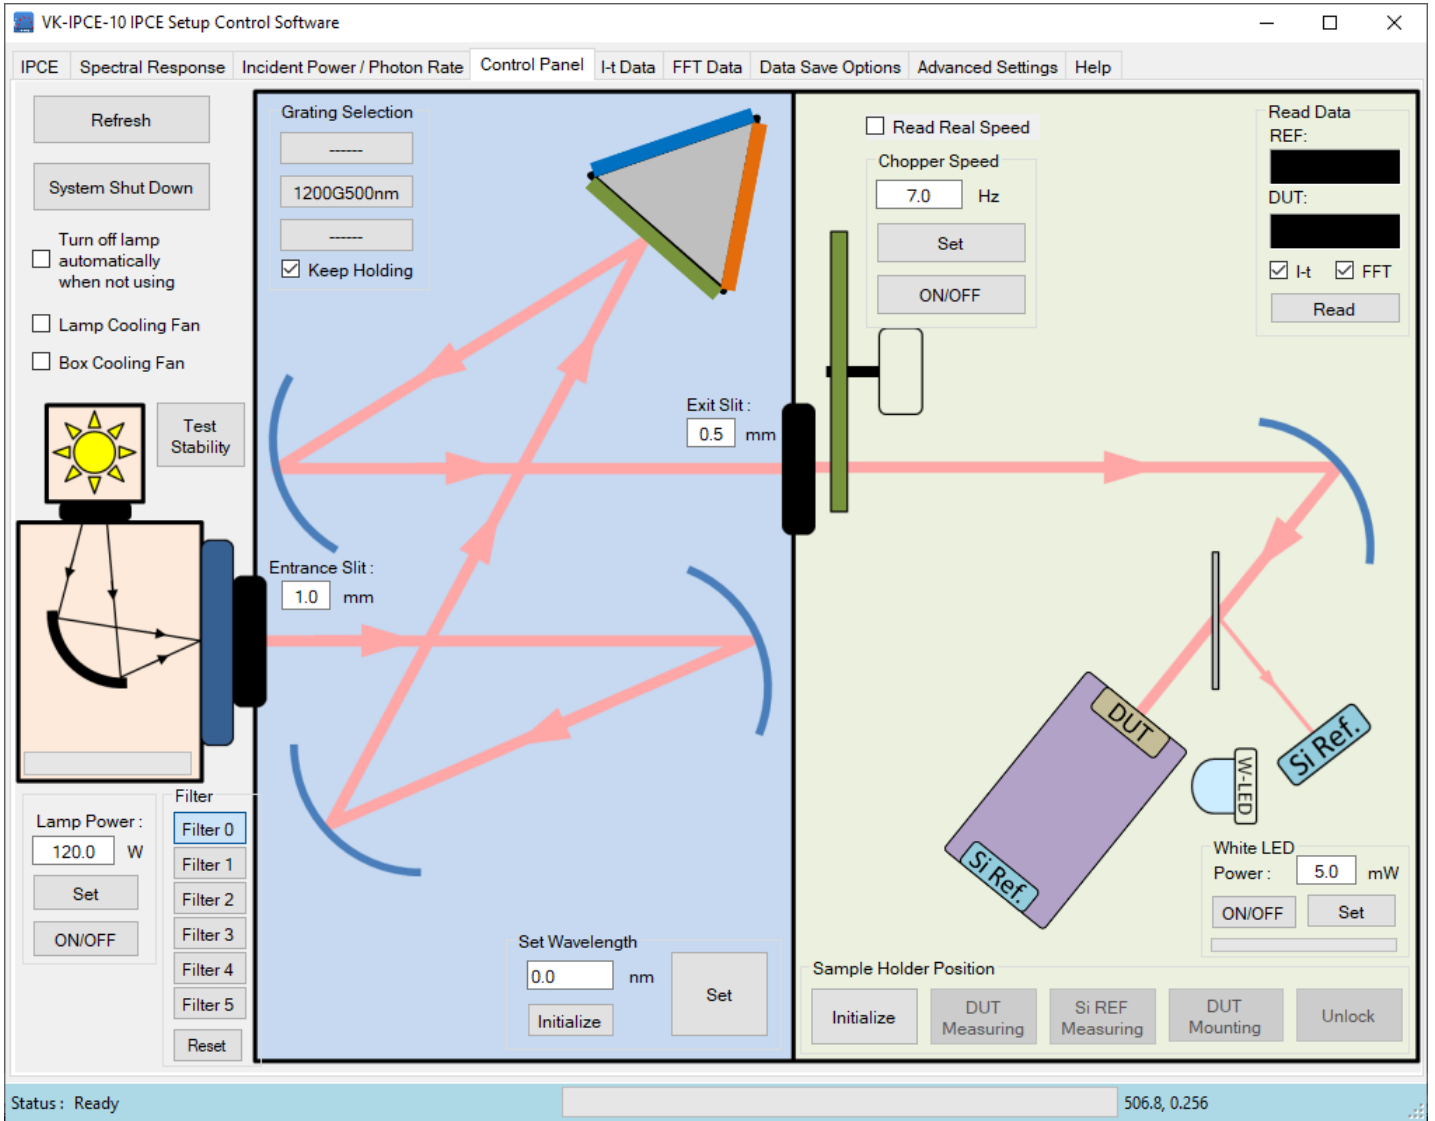 VK-IPCE-10 IPCE Setup Control Software
IPCE Spectral Response Incident Power / Photon Rate Control Panel I-t Data FFT Data Data Save Options Advanced Settings Help
Refresh
System Shut Down
Turn off lamp
automatically
when not using
Lamp Cooling Fan
Box Cooling Fan
Test
Stability
Lamp Power :
120.0 W
Set
ON/OFF
Filter
Filter 0
Filter 1
Filter 2
Filter 3
Filter 4
Filter 5
Reset
Grating Selection
------
1200G500nm
------
Keep Holding
Exit Slit :
0.5 mm
Entrance Slit :
1.0 mm
Set Wavelength
0.0 nm
Initialize
Set
Read Real Speed
Chopper Speed
7.0 Hz
Set
ON/OFF
Read Data
REF:
DUT:
I-t FFT
Read
DUT
Si Ref.
Si Ref.
W-LED
White LED
Power : 5.0 mW
ON/OFF Set
Sample Holder Position
Initialize
DUT
Measuring
Si REF
Measuring
DUT
Mounting
Unlock
Status : Ready
506.8, 0.256